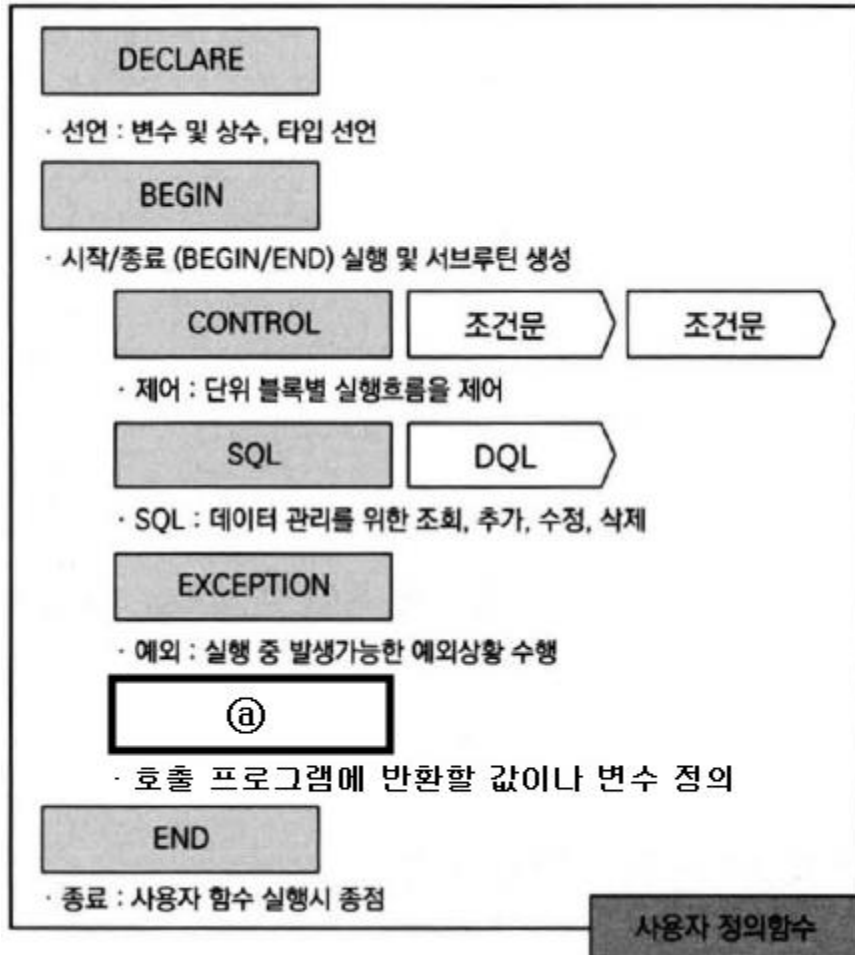 DECLARE
· 선언 : 변수 및 상수, 타입 선언
BEGIN
· 시작/종료 (BEGIN/END) 실행 및 서브루틴 생성
CONTROL 조건문 조건문
· 제어 : 단위 블록별 실행흐름을 제어
SQL DQL
· SQL : 데이터 관리를 위한 조회, 추가, 수정, 삭제
EXCEPTION
· 예외 : 실행 중 발생가능한 예외상황 수행
ⓐ
· 호출 프로그램에 반환할 값이나 변수 정의
END
· 종료 : 사용자 함수 실행시 종점
사용자 정의함수